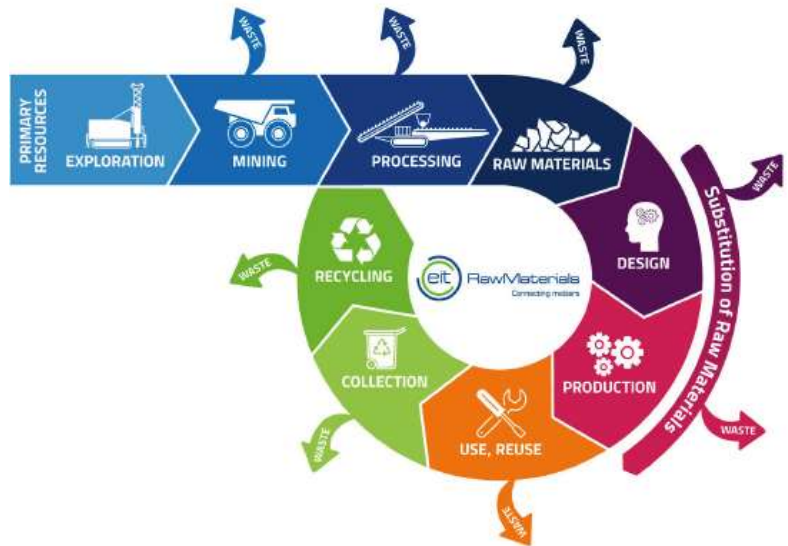 WASTE
WASTE
WASTE
PRIMARY
RESOURCES
EXPLORATION
MINING
PROCESSING
RAW MATERIALS
WASTE
Substitution of Raw Materials
DESIGN
RECYCLING
WASTE
eit RawMaterials
Connecting matters
COLLECTION
PRODUCTION
WASTE
USE, REUSE
WASTE
WASTE